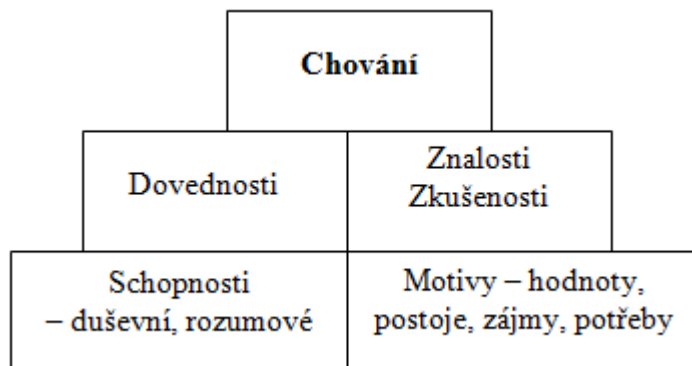 Chování
Dovednosti
Znalosti
Zkušenosti
Schopnosti
– duševní, rozumové
Motivy – hodnoty,
postoje, zájmy, potřeby